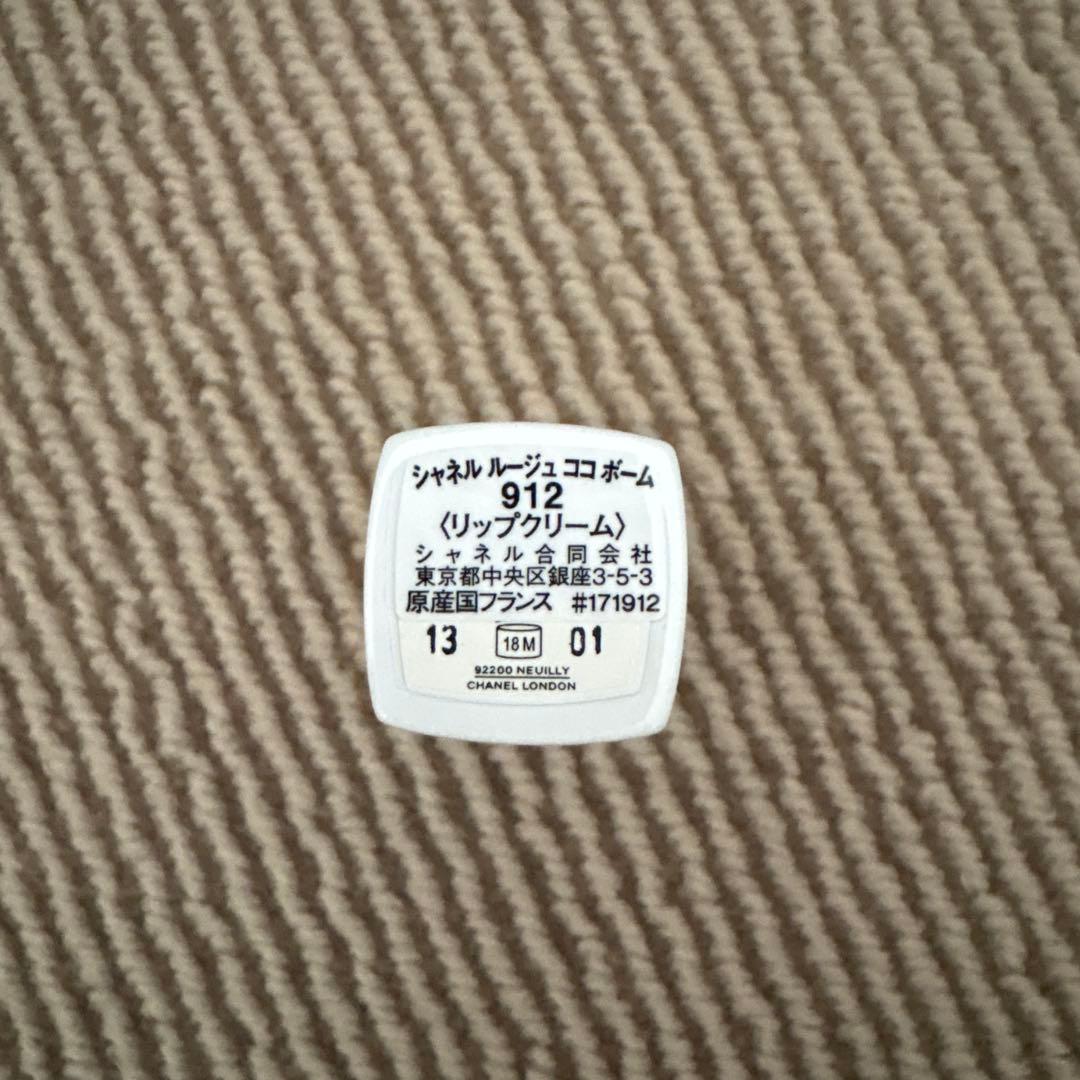 シャネル ルージュ ココ ボーム
912
〈リップクリーム〉
シャネル合同会社
東京都中央区銀座3-5-3
原産国フランス #171912
13 18M 01
92200 NEUILLY
CHANEL LONDON